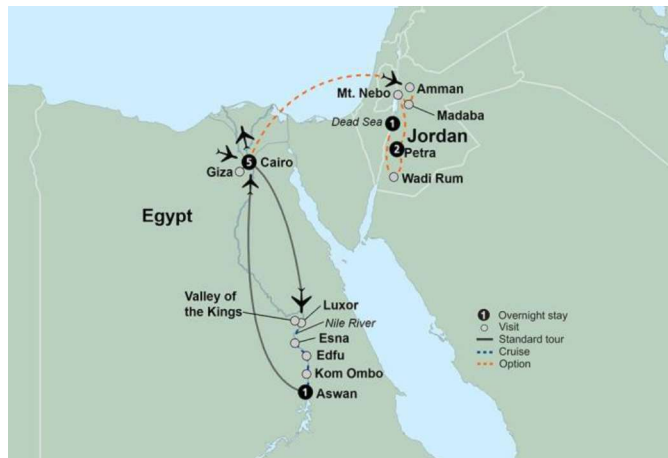 Mt. Nebo
Amman
Madaba
Dead Sea
1
Jordan
2
Petra
Wadi Rum
5
Cairo
Giza
Egypt
Valley of
the Kings
Luxor
Nile River
Esna
Edfu
Kom Ombo
1
Aswan
1 Overnight stay
Visit
Standard tour
Cruise
Option